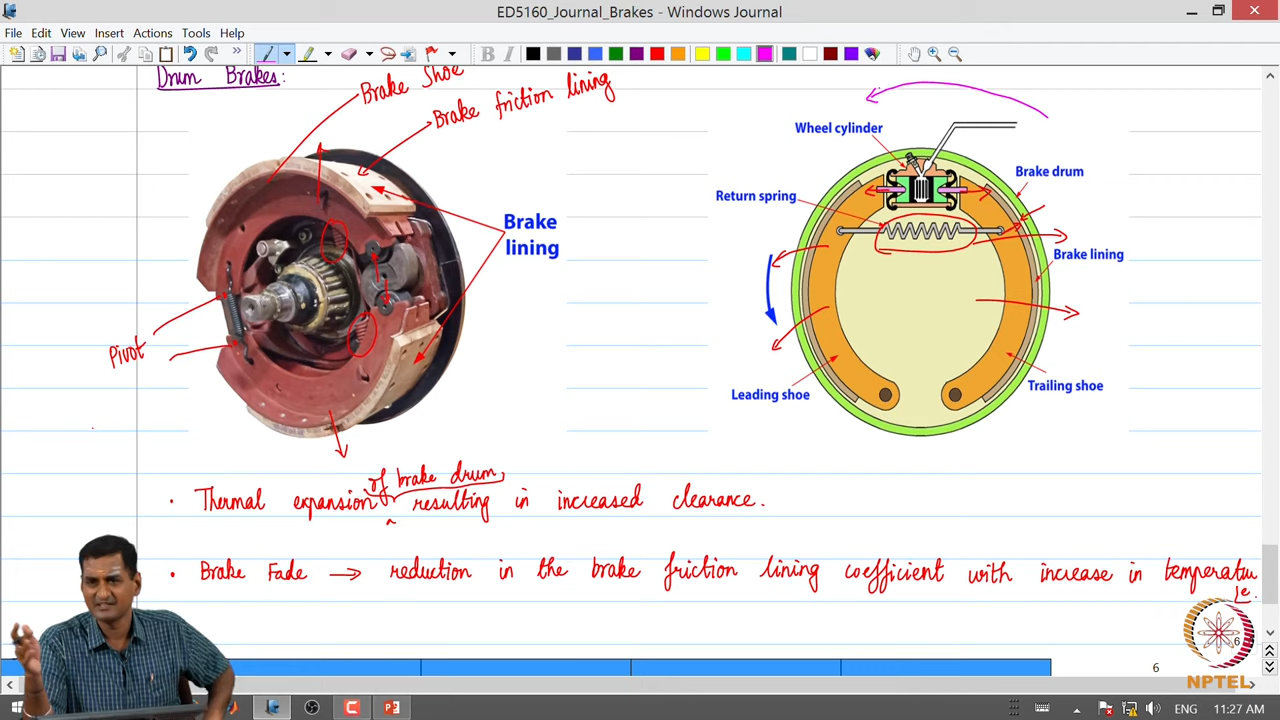 ED5160_Journal_Brakes - Windows Journal
File Edit View Insert Actions Tools Help
Drum Brakes:
Brake Shoe
Brake friction lining
Brake
lining
Pivot
Wheel cylinder
Return spring
Brake drum
Brake lining
Leading shoe
Trailing shoe
of brake drum
• Thermal expansion ^ resulting in increased clearance.
• Brake Fade → reduction in the brake friction lining coefficient with increase in temperatu
re.
6
6
NPTEL
ENG 11:27 AM